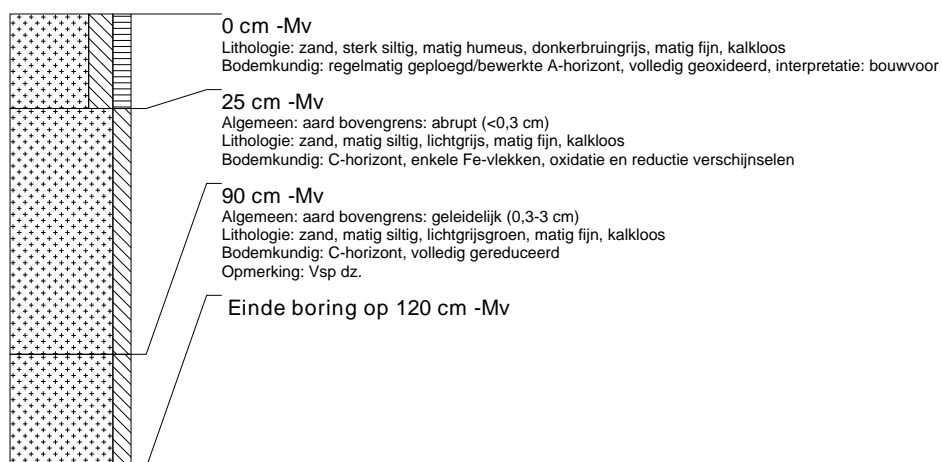 0 cm -Mv
Lithologie: zand, sterk siltig, matig humeus, donkerbruingrijs, matig fijn, kalkloos
Bodemkundig: regelmatig geploegd/bewerkte A-horizont, volledig geoxideerd, interpretatie: bouwvoor
25 cm -Mv
Algemeen: aard bovengrens: abrupt (<0,3 cm)
Lithologie: zand, matig siltig, lichtgrijs, matig fijn, kalkloos
Bodemkundig: C-horizont, enkele Fe-vlekken, oxidatie en reductie verschijnselen
90 cm -Mv
Algemeen: aard bovengrens: geleidelijk (0,3-3 cm)
Lithologie: zand, matig siltig, lichtgrijsgroen, matig fijn, kalkloos
Bodemkundig: C-horizont, volledig gereduceerd
Opmerking: Vsp dz.
Einde boring op 120 cm -Mv